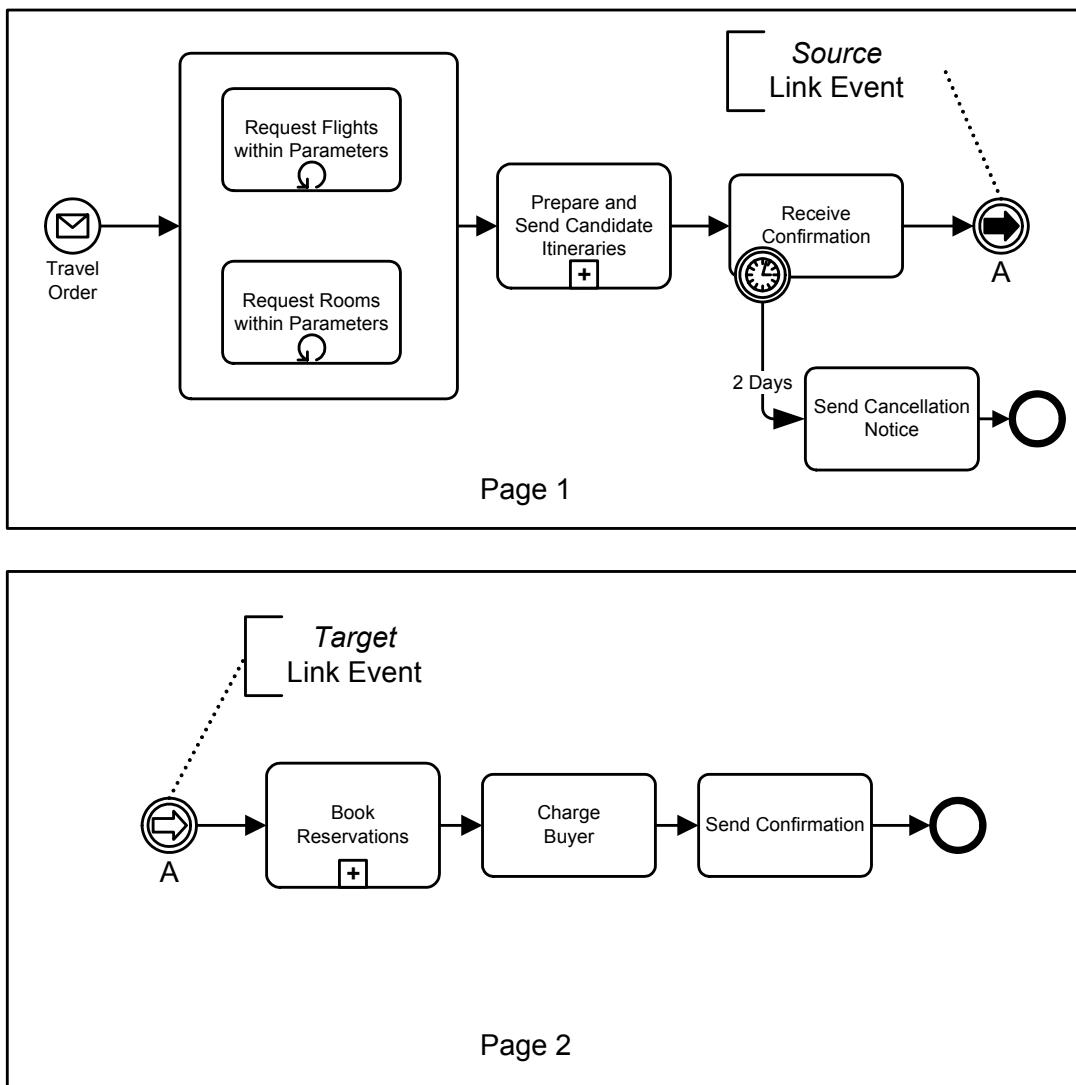 Source
Link Event
Request Flights
within Parameters
Prepare and
Send Candidate
Itineraries
Receive
Confirmation
Travel
Order
A
Request Rooms
within Parameters
2 Days
Send Cancellation
Notice
Page 1
Target
Link Event
Book
Reservations
Charge
Buyer
Send Confirmation
A
Page 2